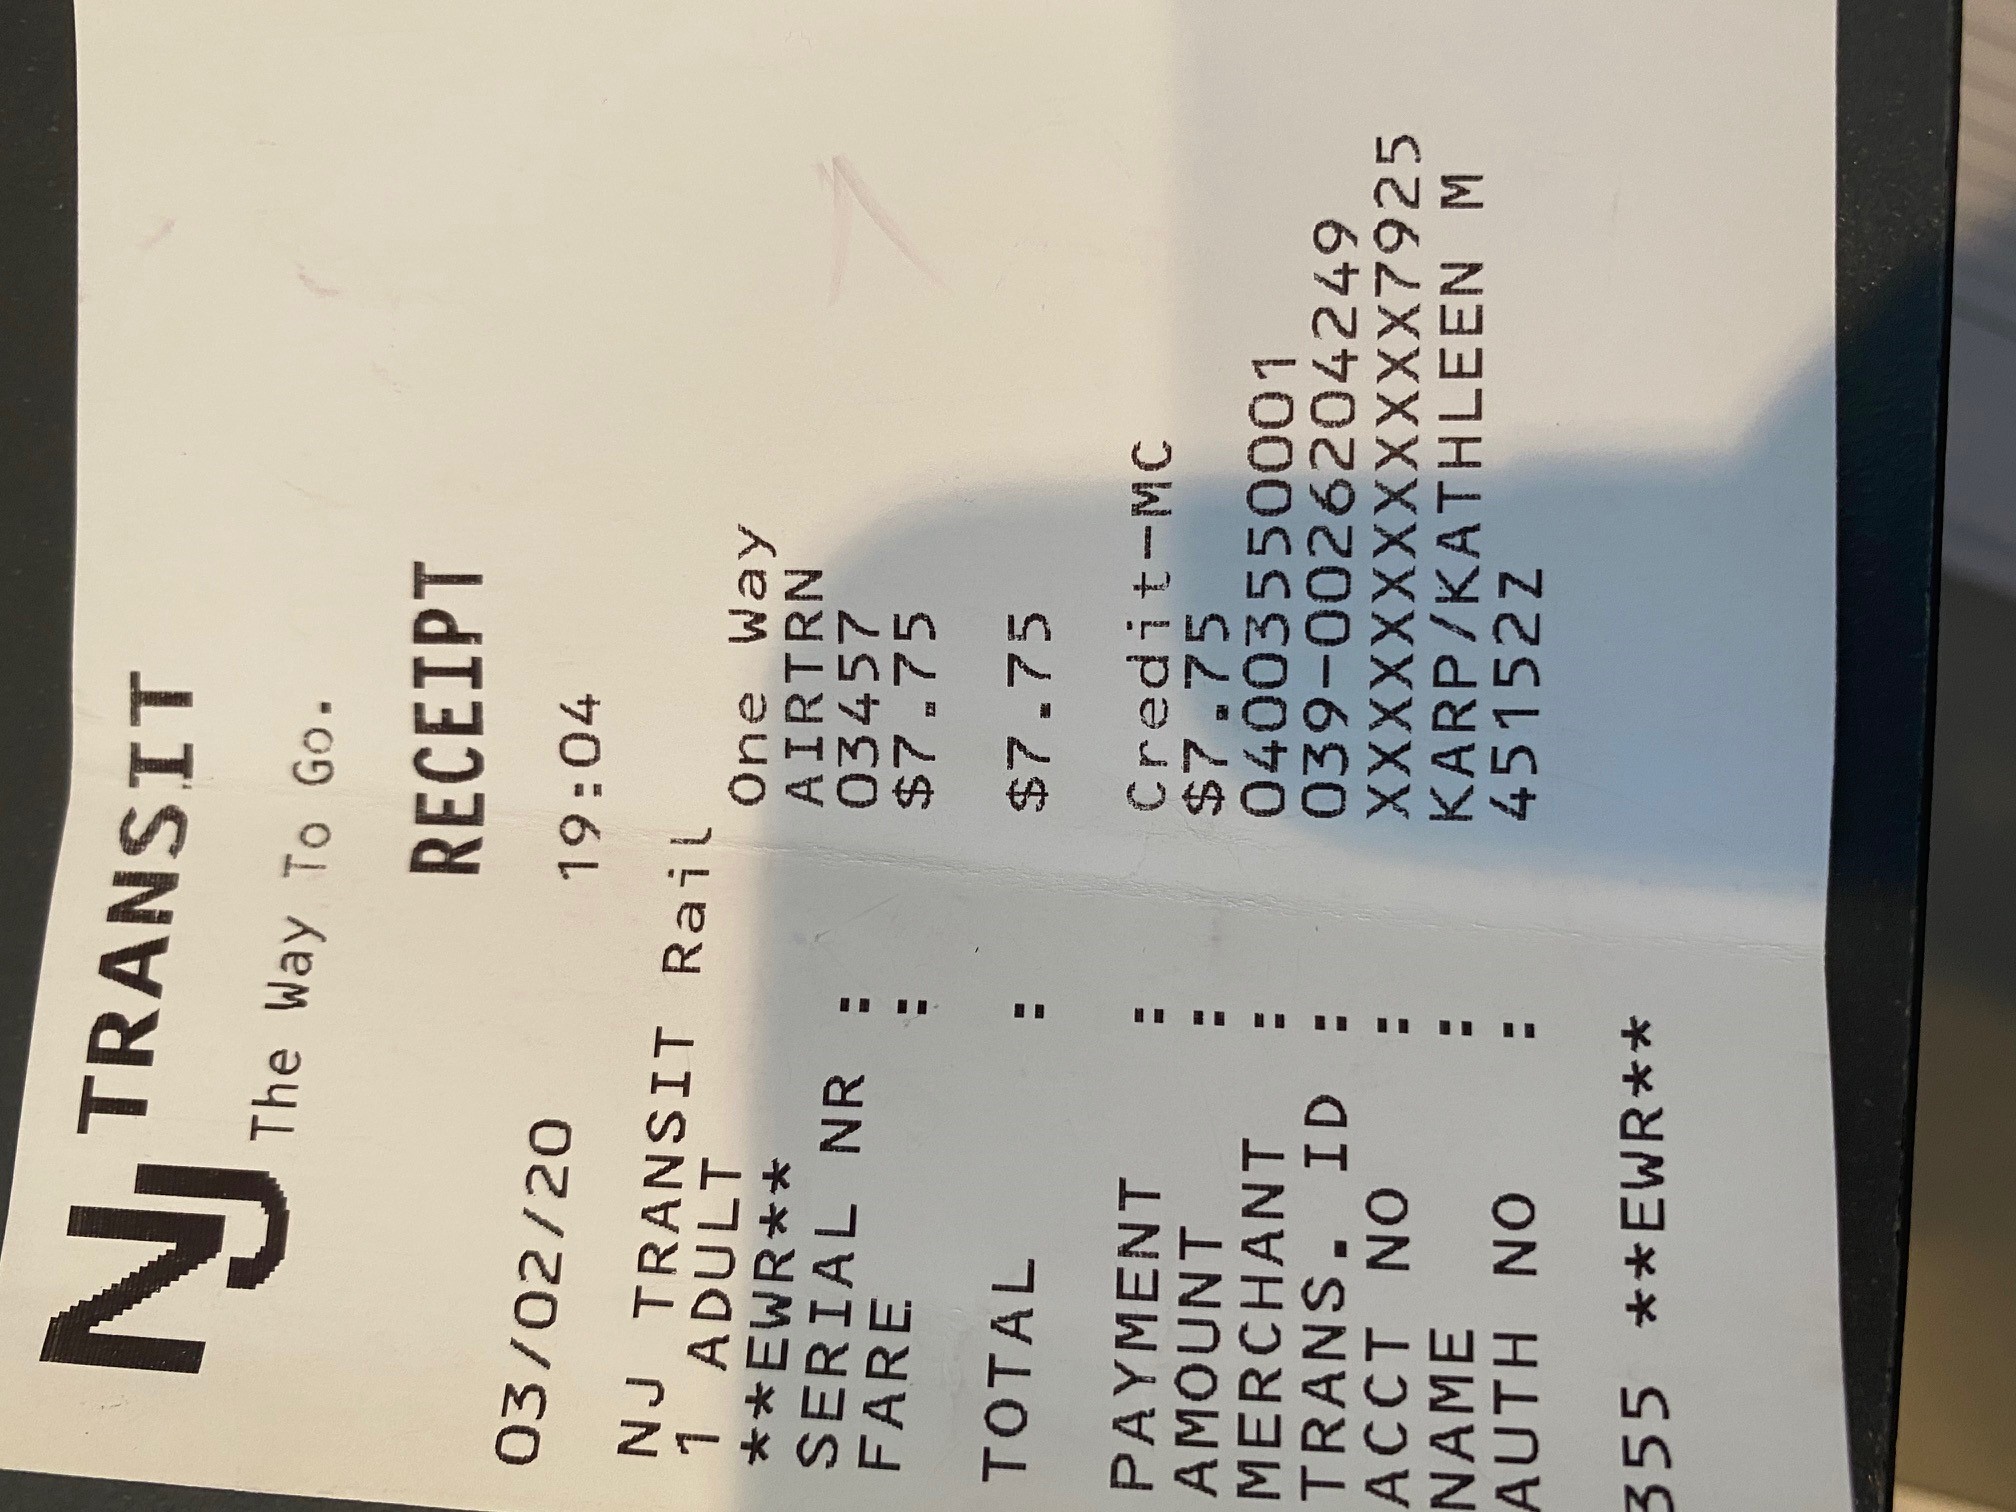 NJ TRANSIT
The Way To Go.
RECEIPT
03/02/20 19:04
NJ TRANSIT Rail
1 ADULT One Way
**EWR** AIRTRN
SERIAL NR : 03457
FARE : $7.75
TOTAL : $7.75
PAYMENT : Credit-MC
AMOUNT : $7.75
MERCHANT : 04003550001
TRANS. ID : 039-0026204249
ACCT NO : XXXXXXXXXXXX7925
NAME : KARP/KATHLEEN M
AUTH NO : 45152Z
355 **EWR**